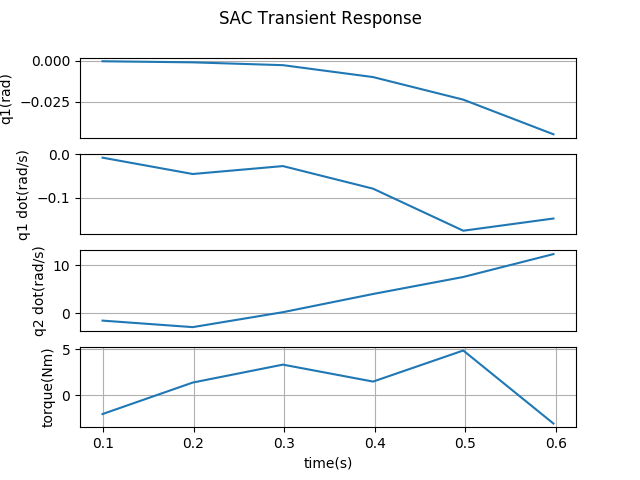 SAC Transient Response
0.000
−0.025
q1(rad)
0.0
−0.1
q1 dot(rad/s)
10
0
q2 dot(rad/s)
5
0
torque(Nm)
0.1 0.2 0.3 0.4 0.5 0.6
time(s)